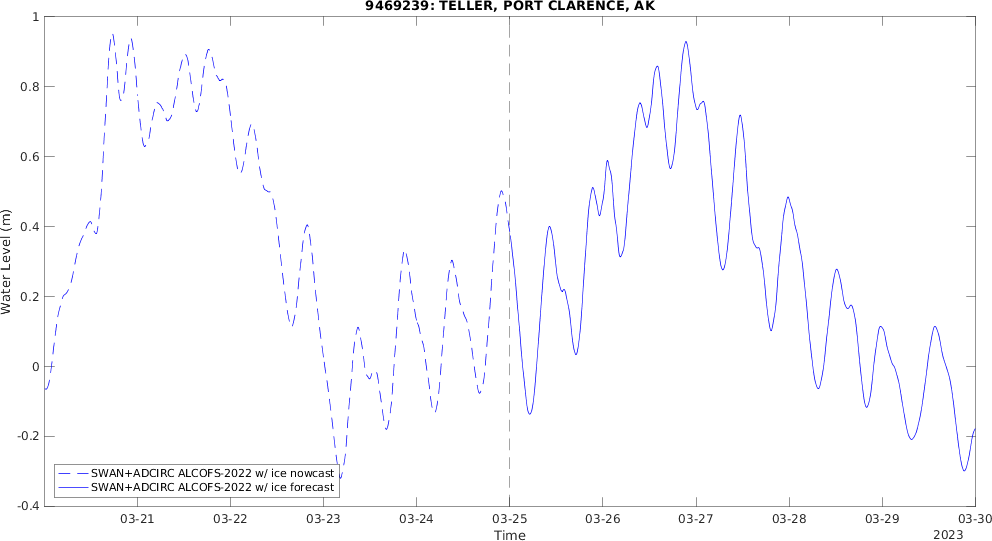 9469239: TELLER, PORT CLARENCE, AK
1
0.8
0.6
0.4
0.2
0
-0.2
-0.4
Water Level (m)
SWAN+ADCIRC ALCOFS-2022 w/ ice nowcast
SWAN+ADCIRC ALCOFS-2022 w/ ice forecast
03-21 03-22 03-23 03-24 03-25 03-26 03-27 03-28 03-29 03-30
Time
2023